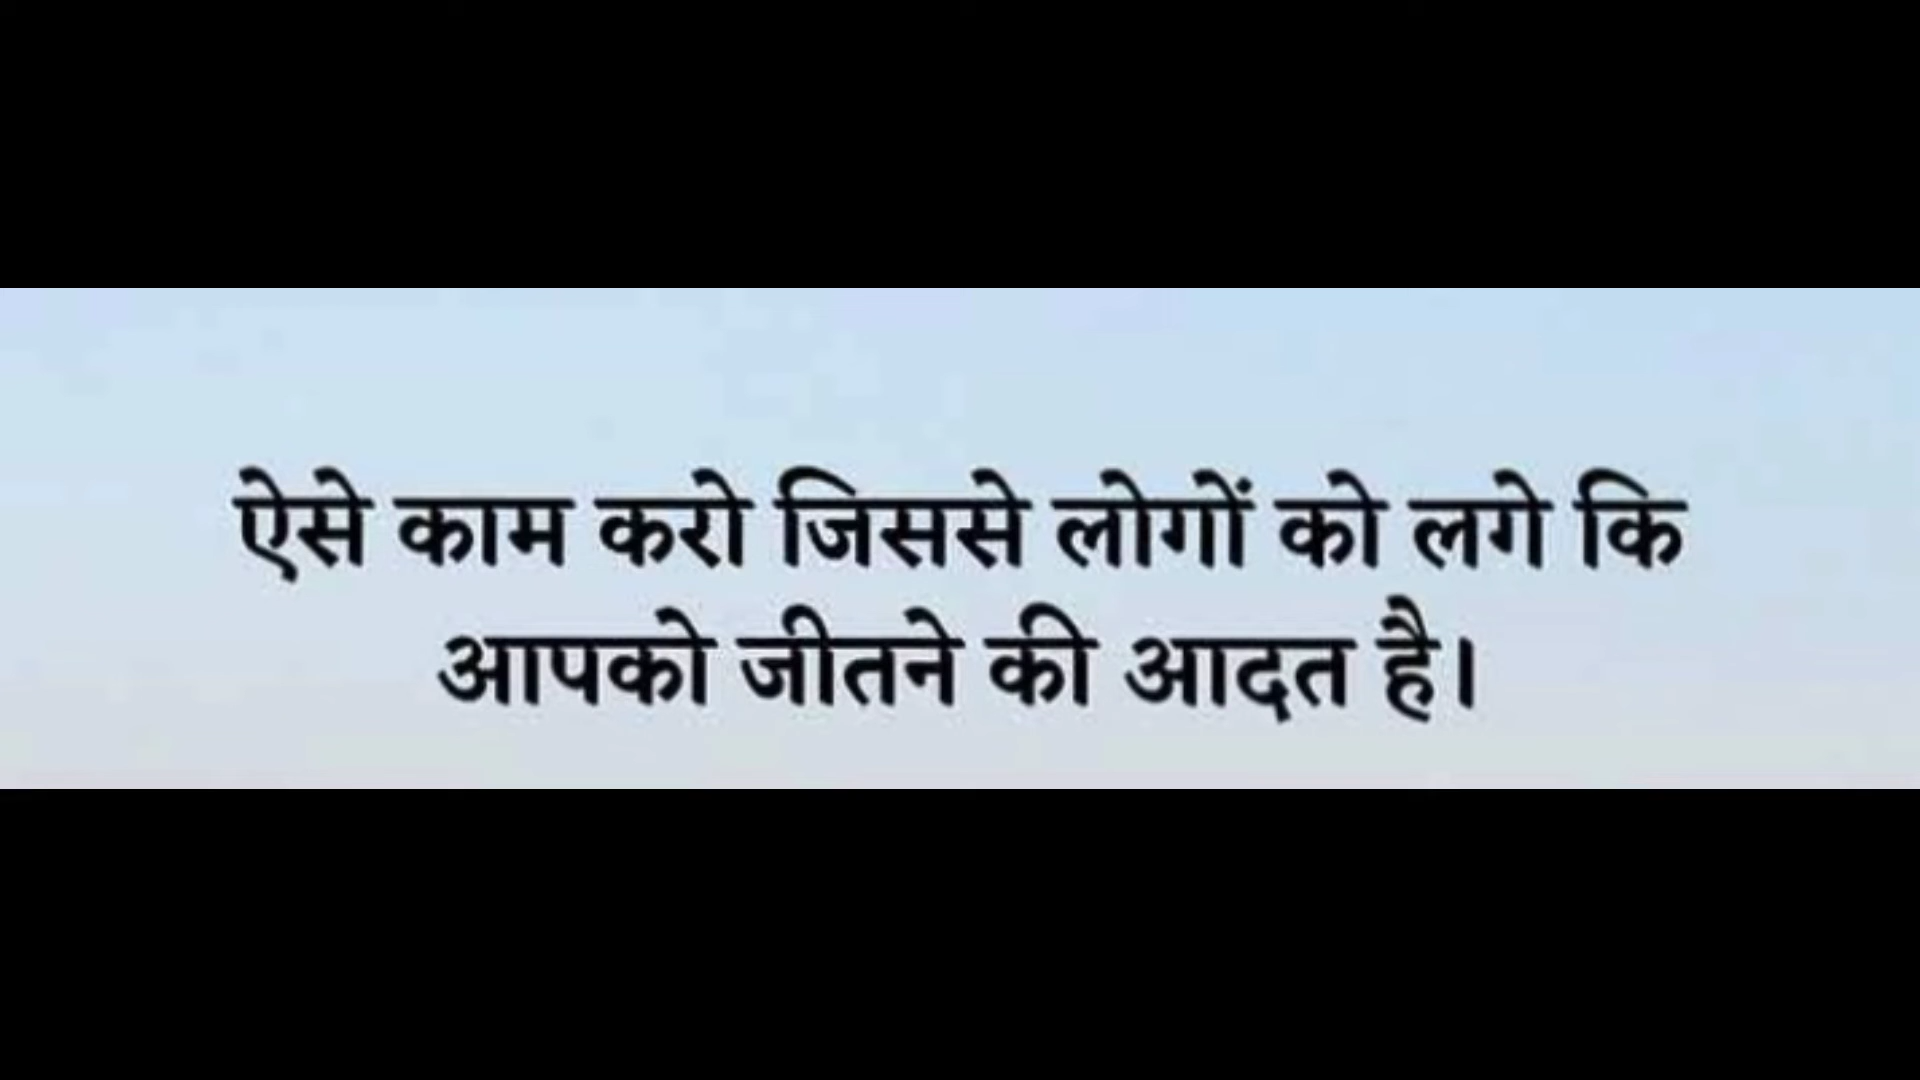 ऐसे काम करो जिससे लोगों को लगे कि
आपको जीतने की आदत है।